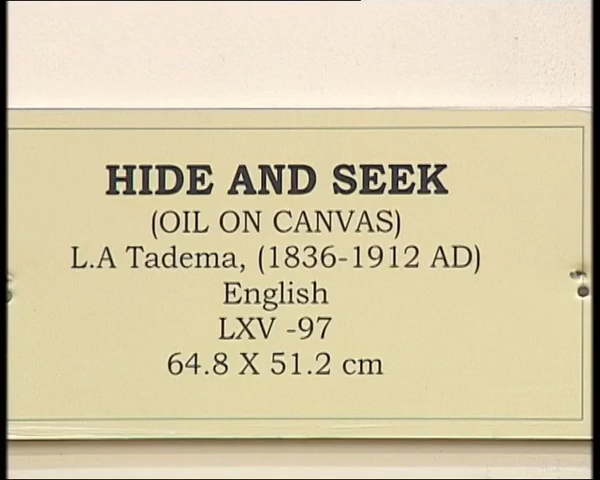 HIDE AND SEEK
(OIL ON CANVAS)
L.A Tadema, (1836-1912 AD)
English
LXV -97
64.8 X 51.2 cm